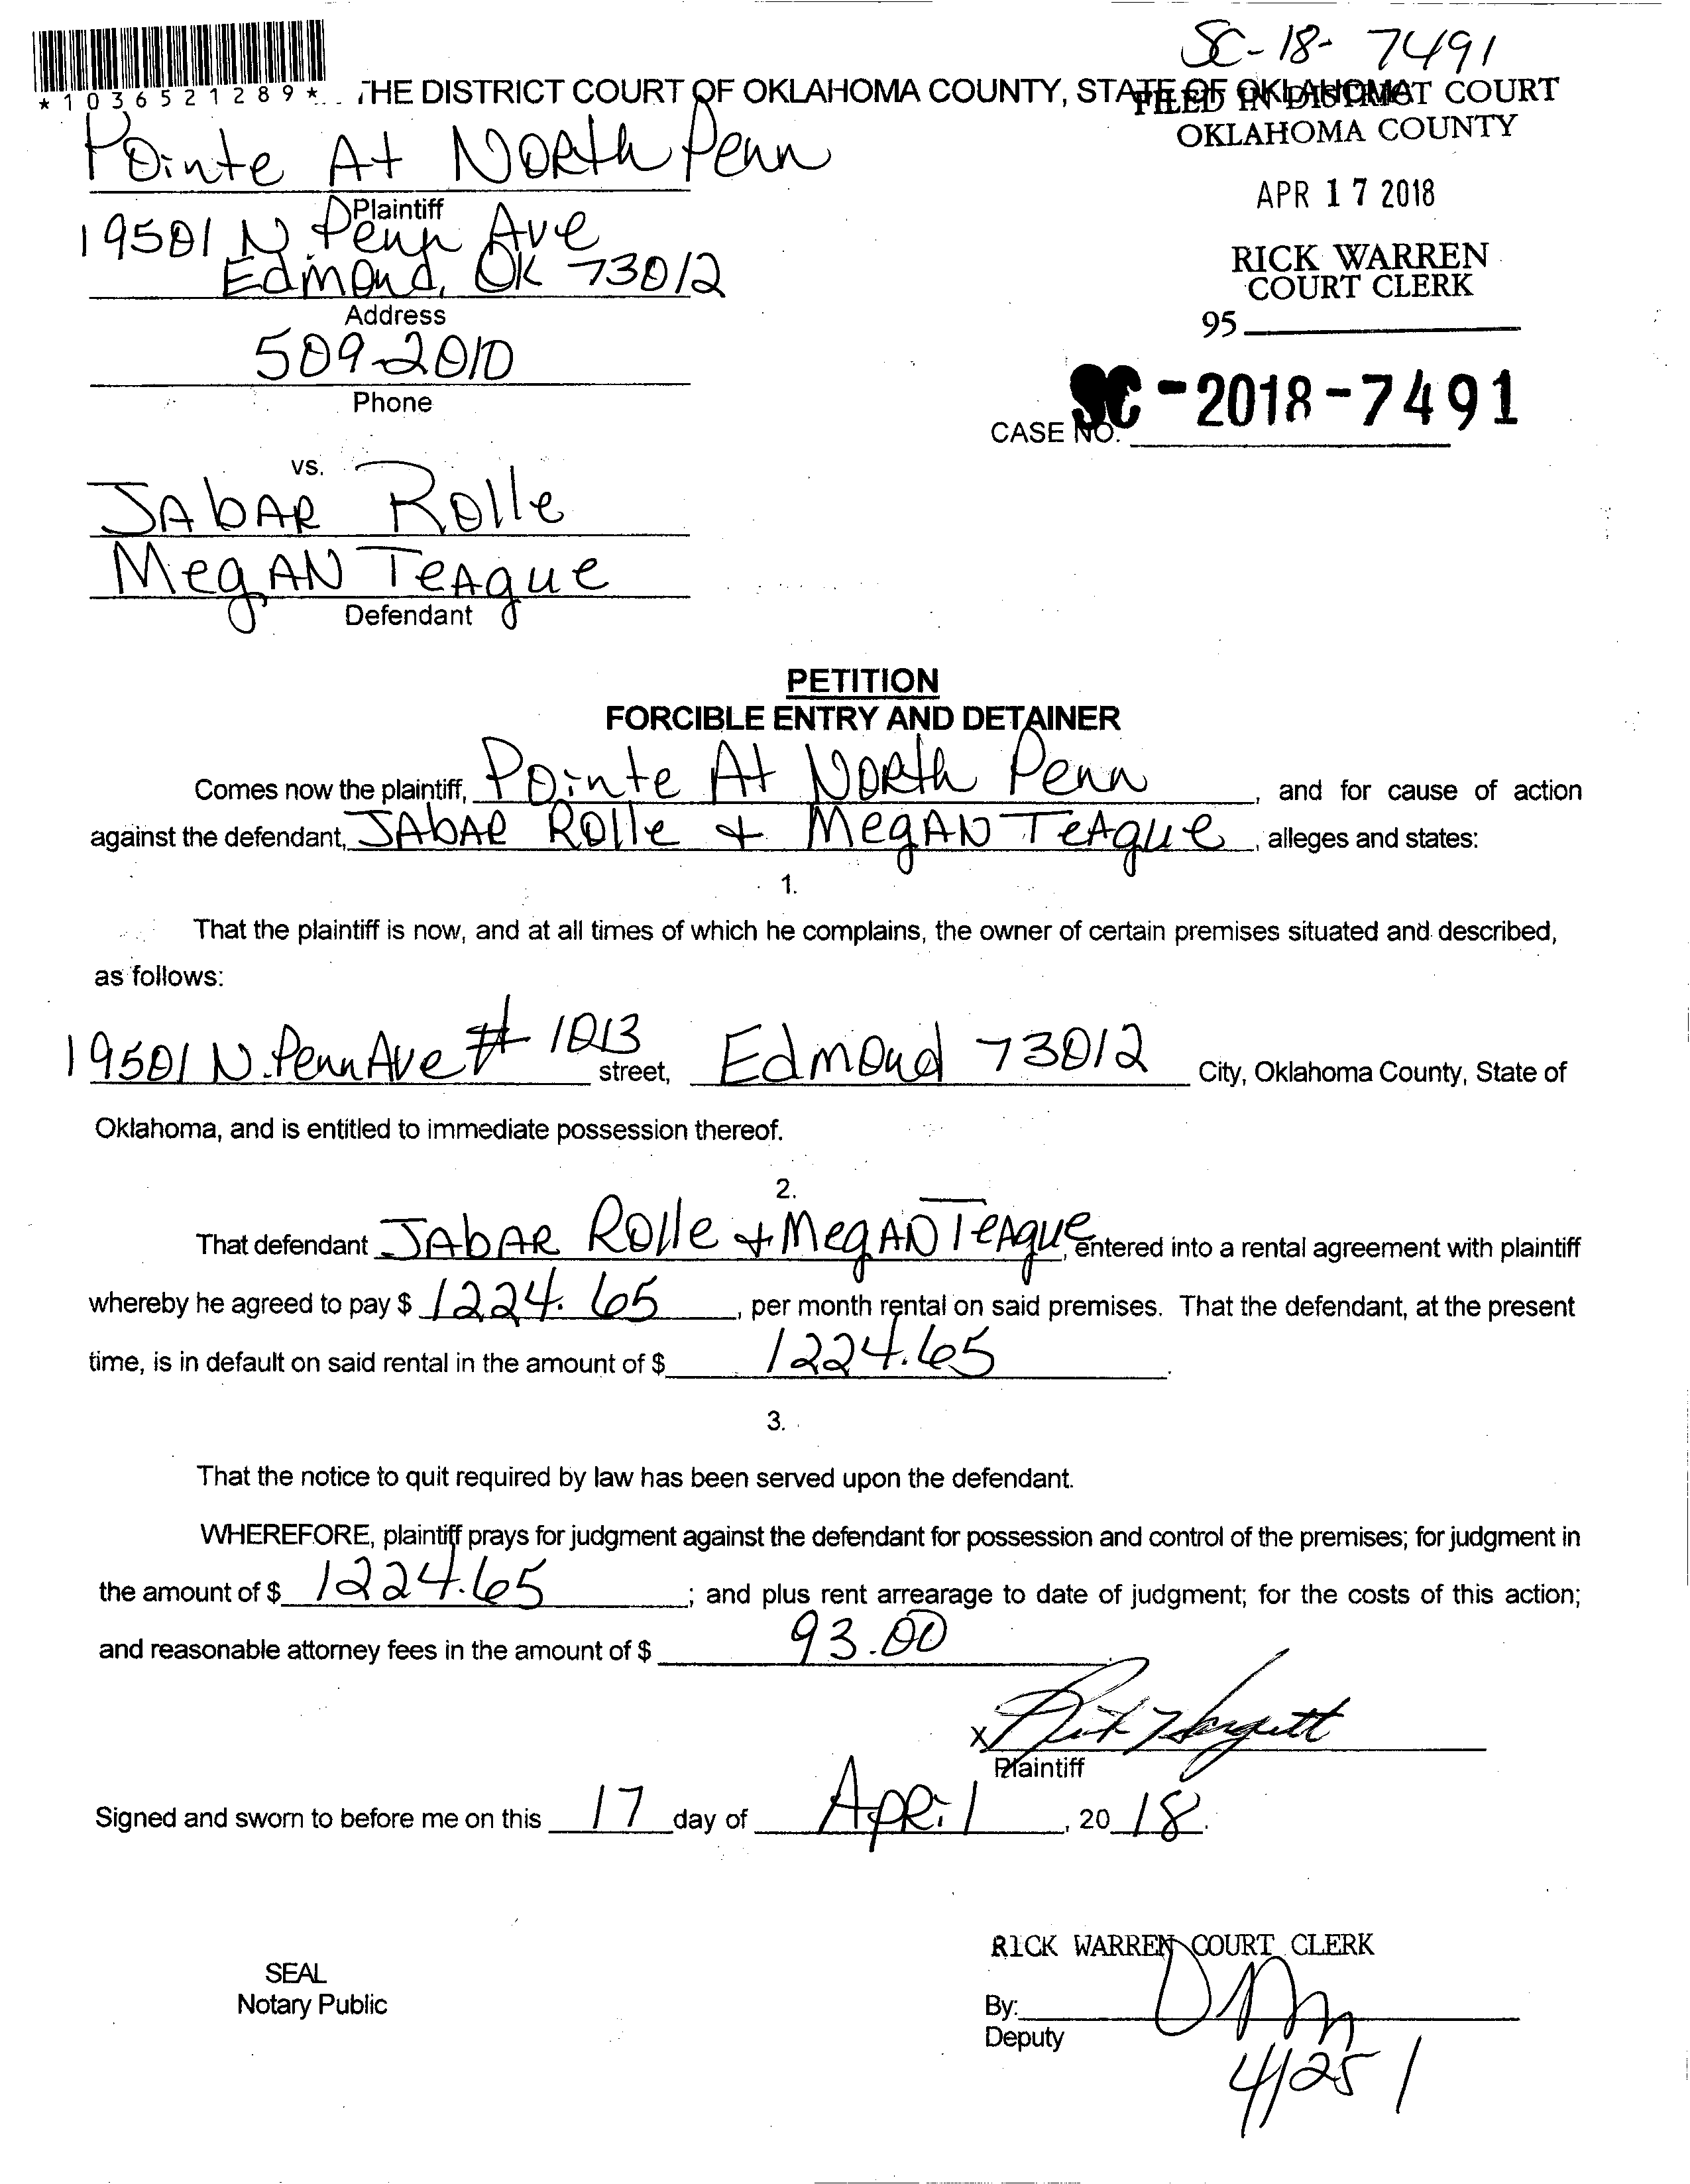 SC-18-7491
*1036521289*
THE DISTRICT COURT OF OKLAHOMA COUNTY, STATE OF OKLAHOMA
FILED IN DISTRICT COURT
OKLAHOMA COUNTY
Pointe At North Penn
Plaintiff
APR 17 2018
19501 N Penn Ave
Edmond, OK 73012
Address
RICK WARREN
COURT CLERK
95
509-2010
Phone
CASE NO. SC-2018-7491
vs.
Jabar Rolle
Megan Teague
Defendant
PETITION
FORCIBLE ENTRY AND DETAINER
Comes now the plaintiff, Pointe At North Penn, and for cause of action
against the defendant, Jabar Rolle + Megan Teague, alleges and states:
1.
That the plaintiff is now, and at all times of which he complains, the owner of certain premises situated and described,
as follows:
19501 N. Penn Ave # 1013 street, Edmond 73012 City, Oklahoma County, State of
Oklahoma, and is entitled to immediate possession thereof.
2.
That defendant Jabar Rolle + Megan Teague, entered into a rental agreement with plaintiff
whereby he agreed to pay $ 1224.65, per month rental on said premises. That the defendant, at the present
time, is in default on said rental in the amount of $ 1224.65.
3.
That the notice to quit required by law has been served upon the defendant.
WHEREFORE, plaintiff prays for judgment against the defendant for possession and control of the premises; for judgment in
the amount of $ 1224.65; and plus rent arrearage to date of judgment; for the costs of this action;
and reasonable attorney fees in the amount of $ 93.00.
X
Plaintiff
Signed and sworn to before me on this 17 day of April, 20 18.
RICK WARREN COURT CLERK
SEAL
Notary Public
By:
Deputy
4/25 /